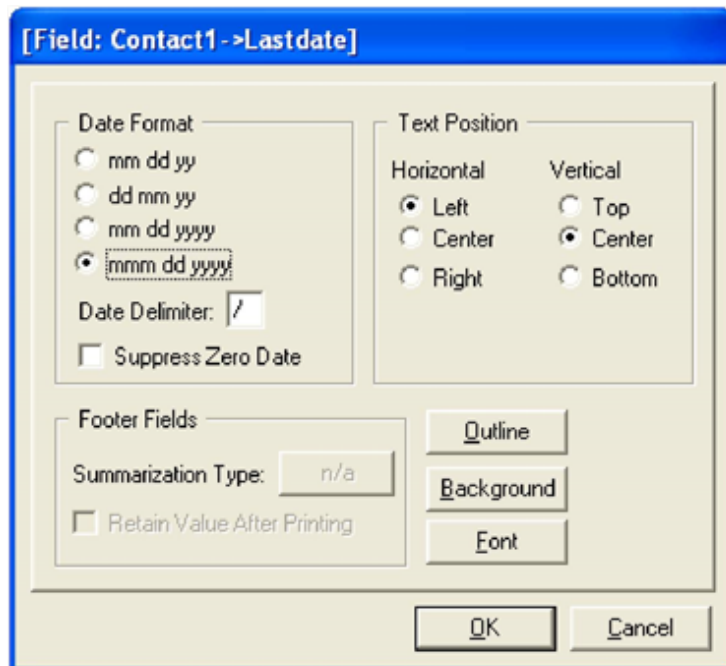 [Field: Contact1->Lastdate]
Date Format
mm dd yy
dd mm yy
mm dd yyyy
mmm dd yyyy
Date Delimiter: /
Suppress Zero Date
Text Position
Horizontal Vertical
Left Top
Center Center
Right Bottom
Footer Fields
Summarization Type: n/a
Retain Value After Printing
Outline
Background
Font
OK Cancel